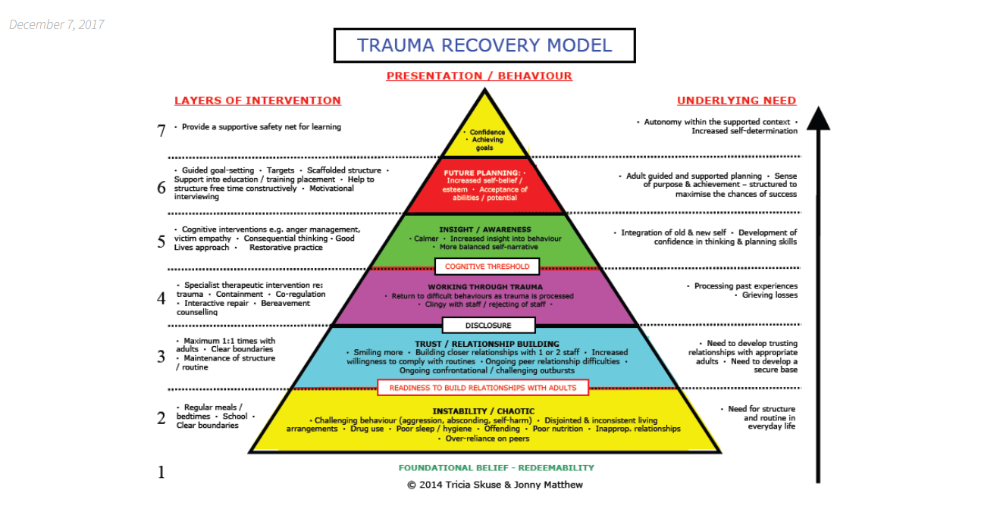 December 7, 2017
TRAUMA RECOVERY MODEL
PRESENTATION / BEHAVIOUR
LAYERS OF INTERVENTION
UNDERLYING NEED
7
· Provide a supportive safety net for learning
· Confidence
· Achieving
goals
· Autonomy within the supported context ·
Increased self-determination
6
· Guided goal-setting · Targets · Scaffolded structure ·
Support into education / training placement · Help to
structure free time constructively · Motivational
interviewing
FUTURE PLANNING: ·
Increased self-belief /
esteem · Acceptance of
abilities / potential
· Adult guided and supported planning · Sense
of purpose & achievement – structured to
maximise the chances of success
5
· Cognitive interventions e.g. anger management,
victim empathy · Consequential thinking · Good
Lives approach · Restorative practice
INSIGHT / AWARENESS
· Calmer · Increased insight into behaviour
· More balanced self-narrative
· Integration of old & new self · Development of
confidence in thinking & planning skills
COGNITIVE THRESHOLD
4
· Specialist therapeutic intervention re:
trauma · Containment · Co-regulation
· Interactive repair · Bereavement
counselling
WORKING THROUGH TRAUMA
· Return to difficult behaviours as trauma is processed
· Clingy with staff / rejecting of staff ·
· Processing past experiences
· Grieving losses
DISCLOSURE
3
· Maximum 1:1 times with
adults · Clear boundaries
· Maintenance of structure
/ routine
TRUST / RELATIONSHIP BUILDING
· Smiling more · Building closer relationships with 1 or 2 staff · Increased
willingness to comply with routines · Ongoing peer relationship difficulties ·
Ongoing confrontational / challenging outbursts
· Need to develop trusting
relationships with appropriate
adults · Need to develop a
secure base
READINESS TO BUILD RELATIONSHIPS WITH ADULTS
2
· Regular meals /
bedtimes · School ·
Clear boundaries
INSTABILITY / CHAOTIC
· Challenging behaviour (aggression, absconding, self-harm) · Disjointed & inconsistent living
arrangements · Drug use · Poor sleep / hygiene · Offending · Poor nutrition · Inapprop. relationships
· Over-reliance on peers
· Need for structure
and routine in
everyday life
1
FOUNDATIONAL BELIEF - REDEEMABILITY
© 2014 Tricia Skuse & Jonny Matthew